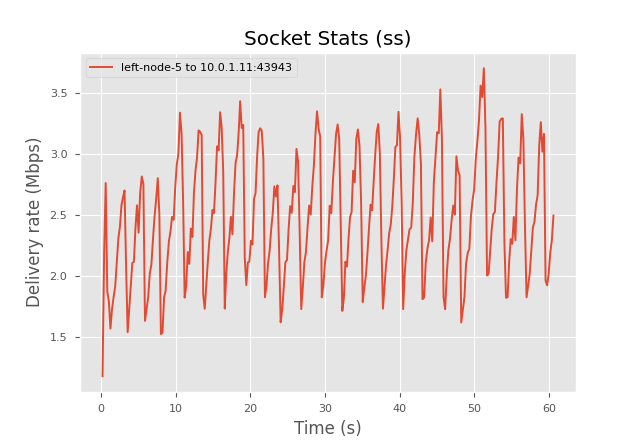 Socket Stats (ss)
left-node-5 to 10.0.1.11:43943
Delivery rate (Mbps)
3.5
3.0
2.5
2.0
1.5
0 10 20 30 40 50 60
Time (s)